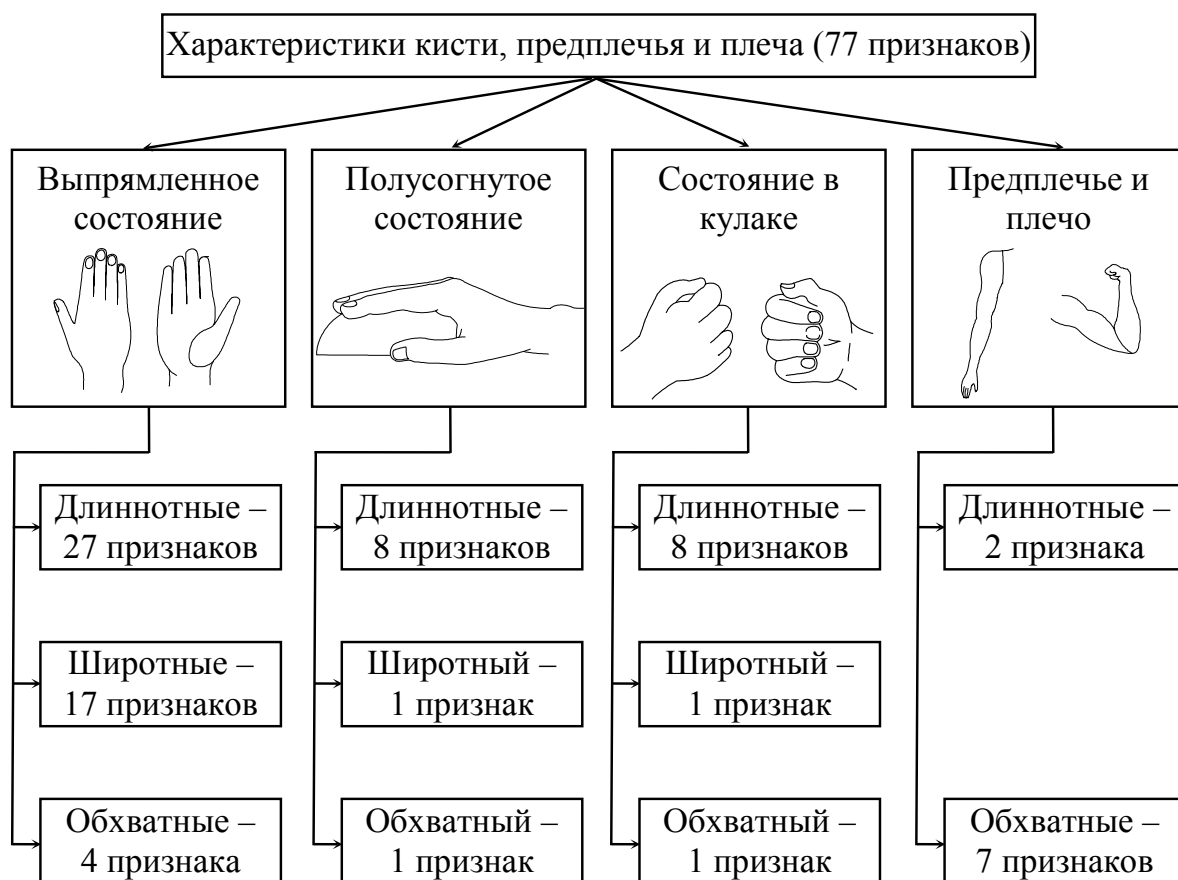 Характеристики кисти, предплечья и плеча (77 признаков)
Выпрямленное
состояние
Полусогнутое
состояние
Состояние в
кулаке
Предплечье и
плечо
Длиннотные –
27 признаков
Длиннотные –
8 признаков
Длиннотные –
8 признаков
Длиннотные –
2 признака
Широтные –
17 признаков
Широтный –
1 признак
Широтный –
1 признак
Обхватные –
4 признака
Обхватный –
1 признак
Обхватный –
1 признак
Обхватные –
7 признаков